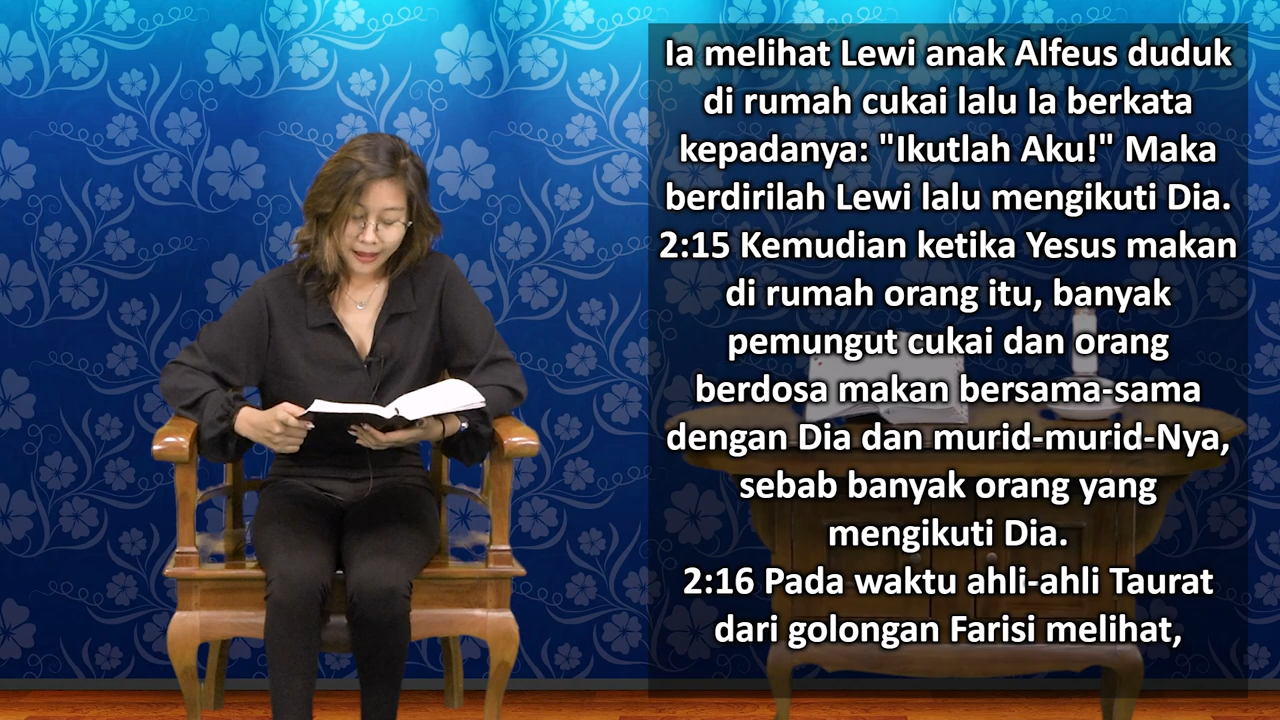 Ia melihat Lewi anak Alfeus duduk
di rumah cukai lalu Ia berkata
kepadanya: "Ikutlah Aku!" Maka
berdirilah Lewi lalu mengikuti Dia.
2:15 Kemudian ketika Yesus makan
di rumah orang itu, banyak
pemungut cukai dan orang
berdosa makan bersama-sama
dengan Dia dan murid-murid-Nya,
sebab banyak orang yang
mengikuti Dia.
2:16 Pada waktu ahli-ahli Taurat
dari golongan Farisi melihat,